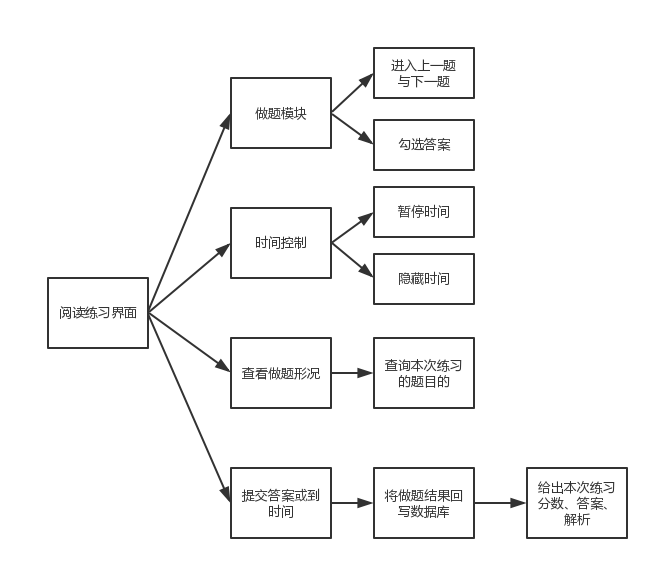 进入上一题
与下一题
做题模块
勾选答案
暂停时间
时间控制
隐藏时间
阅读练习界面
查看做题形况
查询本次练习
的题目的
提交答案或到
时间
将做题结果回
写数据库
给出本次练习
分数、答案、
解析